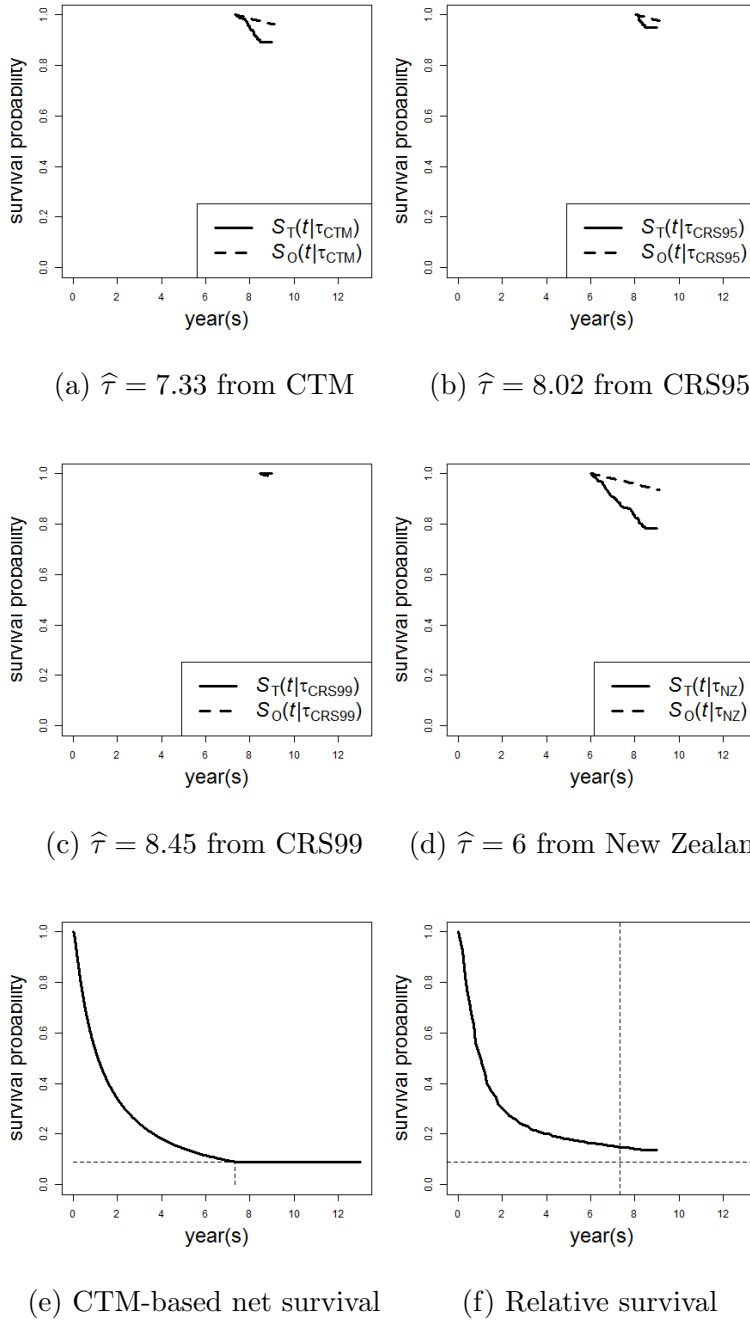 survival probability
0.0 0.2 0.4 0.6 0.8 1.0
S_T(t|τ_CTM)
S_O(t|τ_CTM)
0 2 4 6 8 10 12
year(s)
(a) τ̂ = 7.33 from CTM
survival probability
0.0 0.2 0.4 0.6 0.8 1.0
S_T(t|τ_CRS95)
S_O(t|τ_CRS95)
0 2 4 6 8 10 12
year(s)
(b) τ̂ = 8.02 from CRS95
survival probability
0.0 0.2 0.4 0.6 0.8 1.0
S_T(t|τ_CRS99)
S_O(t|τ_CRS99)
0 2 4 6 8 10 12
year(s)
(c) τ̂ = 8.45 from CRS99
survival probability
0.0 0.2 0.4 0.6 0.8 1.0
S_T(t|τ_NZ)
S_O(t|τ_NZ)
0 2 4 6 8 10 12
year(s)
(d) τ̂ = 6 from New Zealan
survival probability
0.0 0.2 0.4 0.6 0.8 1.0
0 2 4 6 8 10 12
year(s)
(e) CTM-based net survival
survival probability
0.0 0.2 0.4 0.6 0.8 1.0
0 2 4 6 8 10 12
year(s)
(f) Relative survival